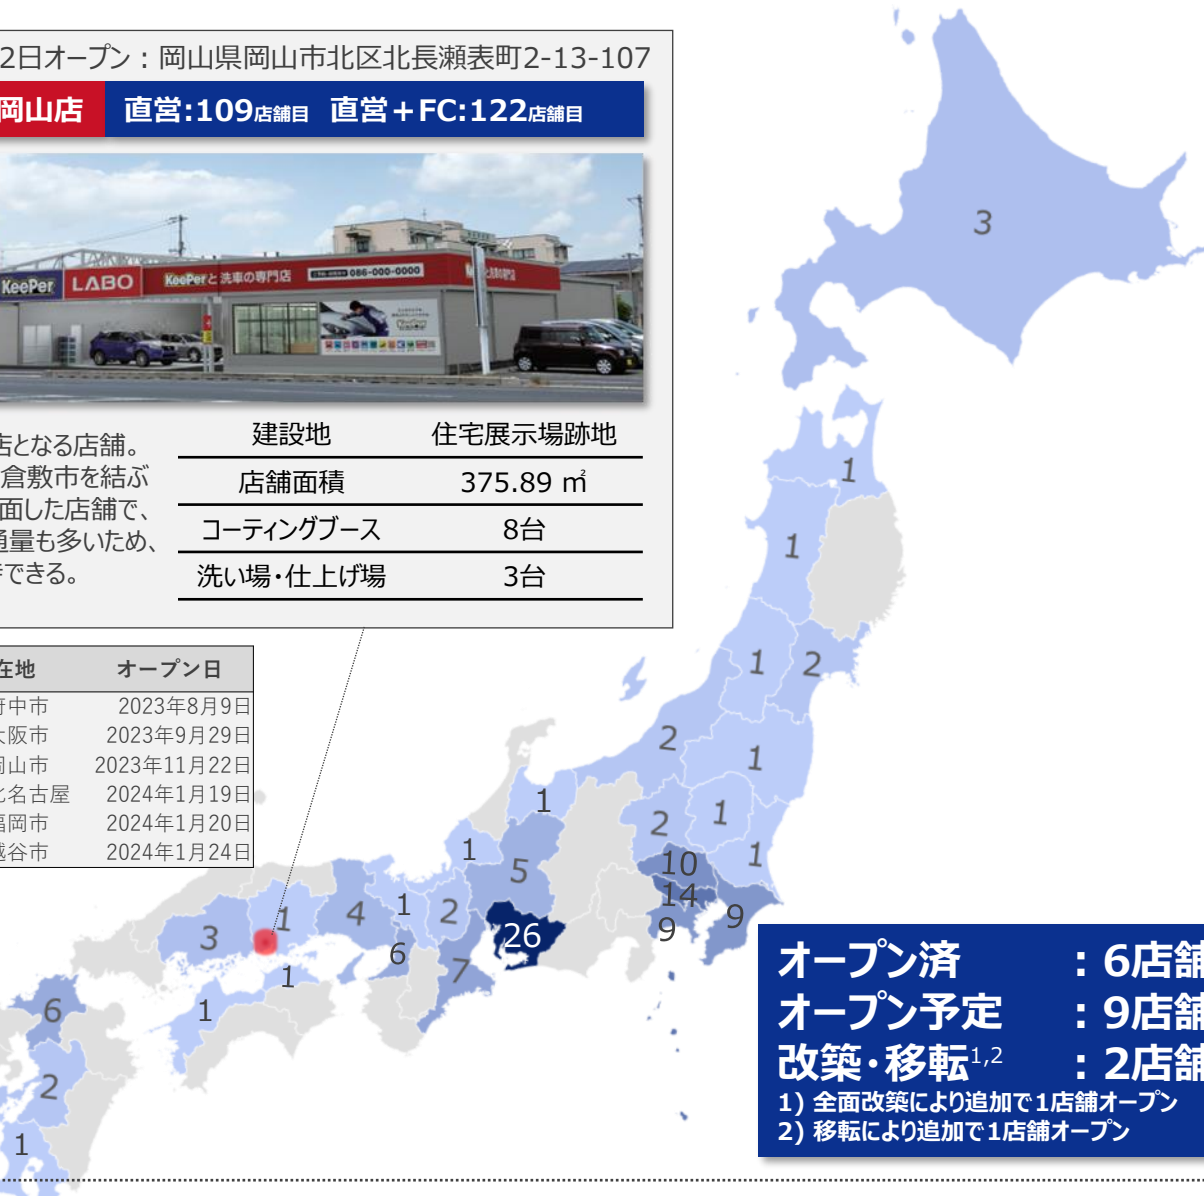 2日オープン：岡山県岡山市北区北長瀬表町2-13-107
岡山店 直営:109店舗目 直営＋FC:122店舗目
KeePer LABO KeePerと洗車の専門店 086-000-0000
店となる店舗。
倉敷市を結ぶ
面した店舗で、
通量も多いため、
できる。
建設地 住宅展示場跡地
店舗面積 375.89 ㎡
コーティングブース 8台
洗い場・仕上げ場 3台
在地 オープン日
府中市 2023年8月9日
大阪市 2023年9月29日
岡山市 2023年11月22日
北名古屋 2024年1月19日
福岡市 2024年1月20日
越谷市 2024年1月24日
3
1
1
1 2
2
1
1
2 1
1
5
1
10
14
9
9
1
4
1
2
3
1
26
6
7
1
1
6
2
1
オープン済 ：6店舗
オープン予定 ：9店舗
改築・移転1,2 ：2店舗
1) 全面改築により追加で1店舗オープン
2) 移転により追加で1店舗オープン